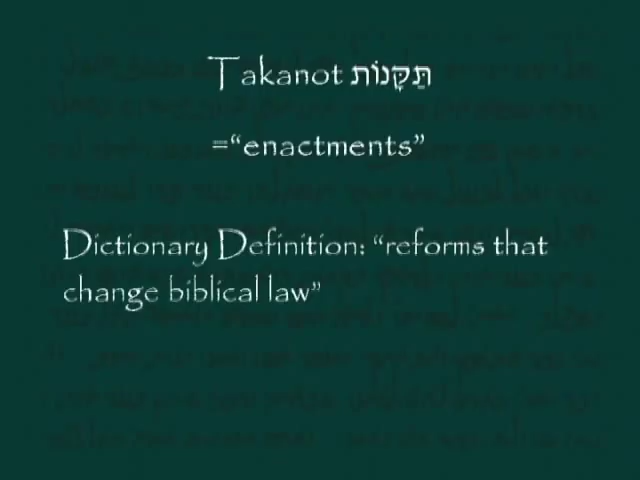 Takanot תַּקָּנוֹת
=“enactments”
Dictionary Definition: “reforms that
change biblical law”